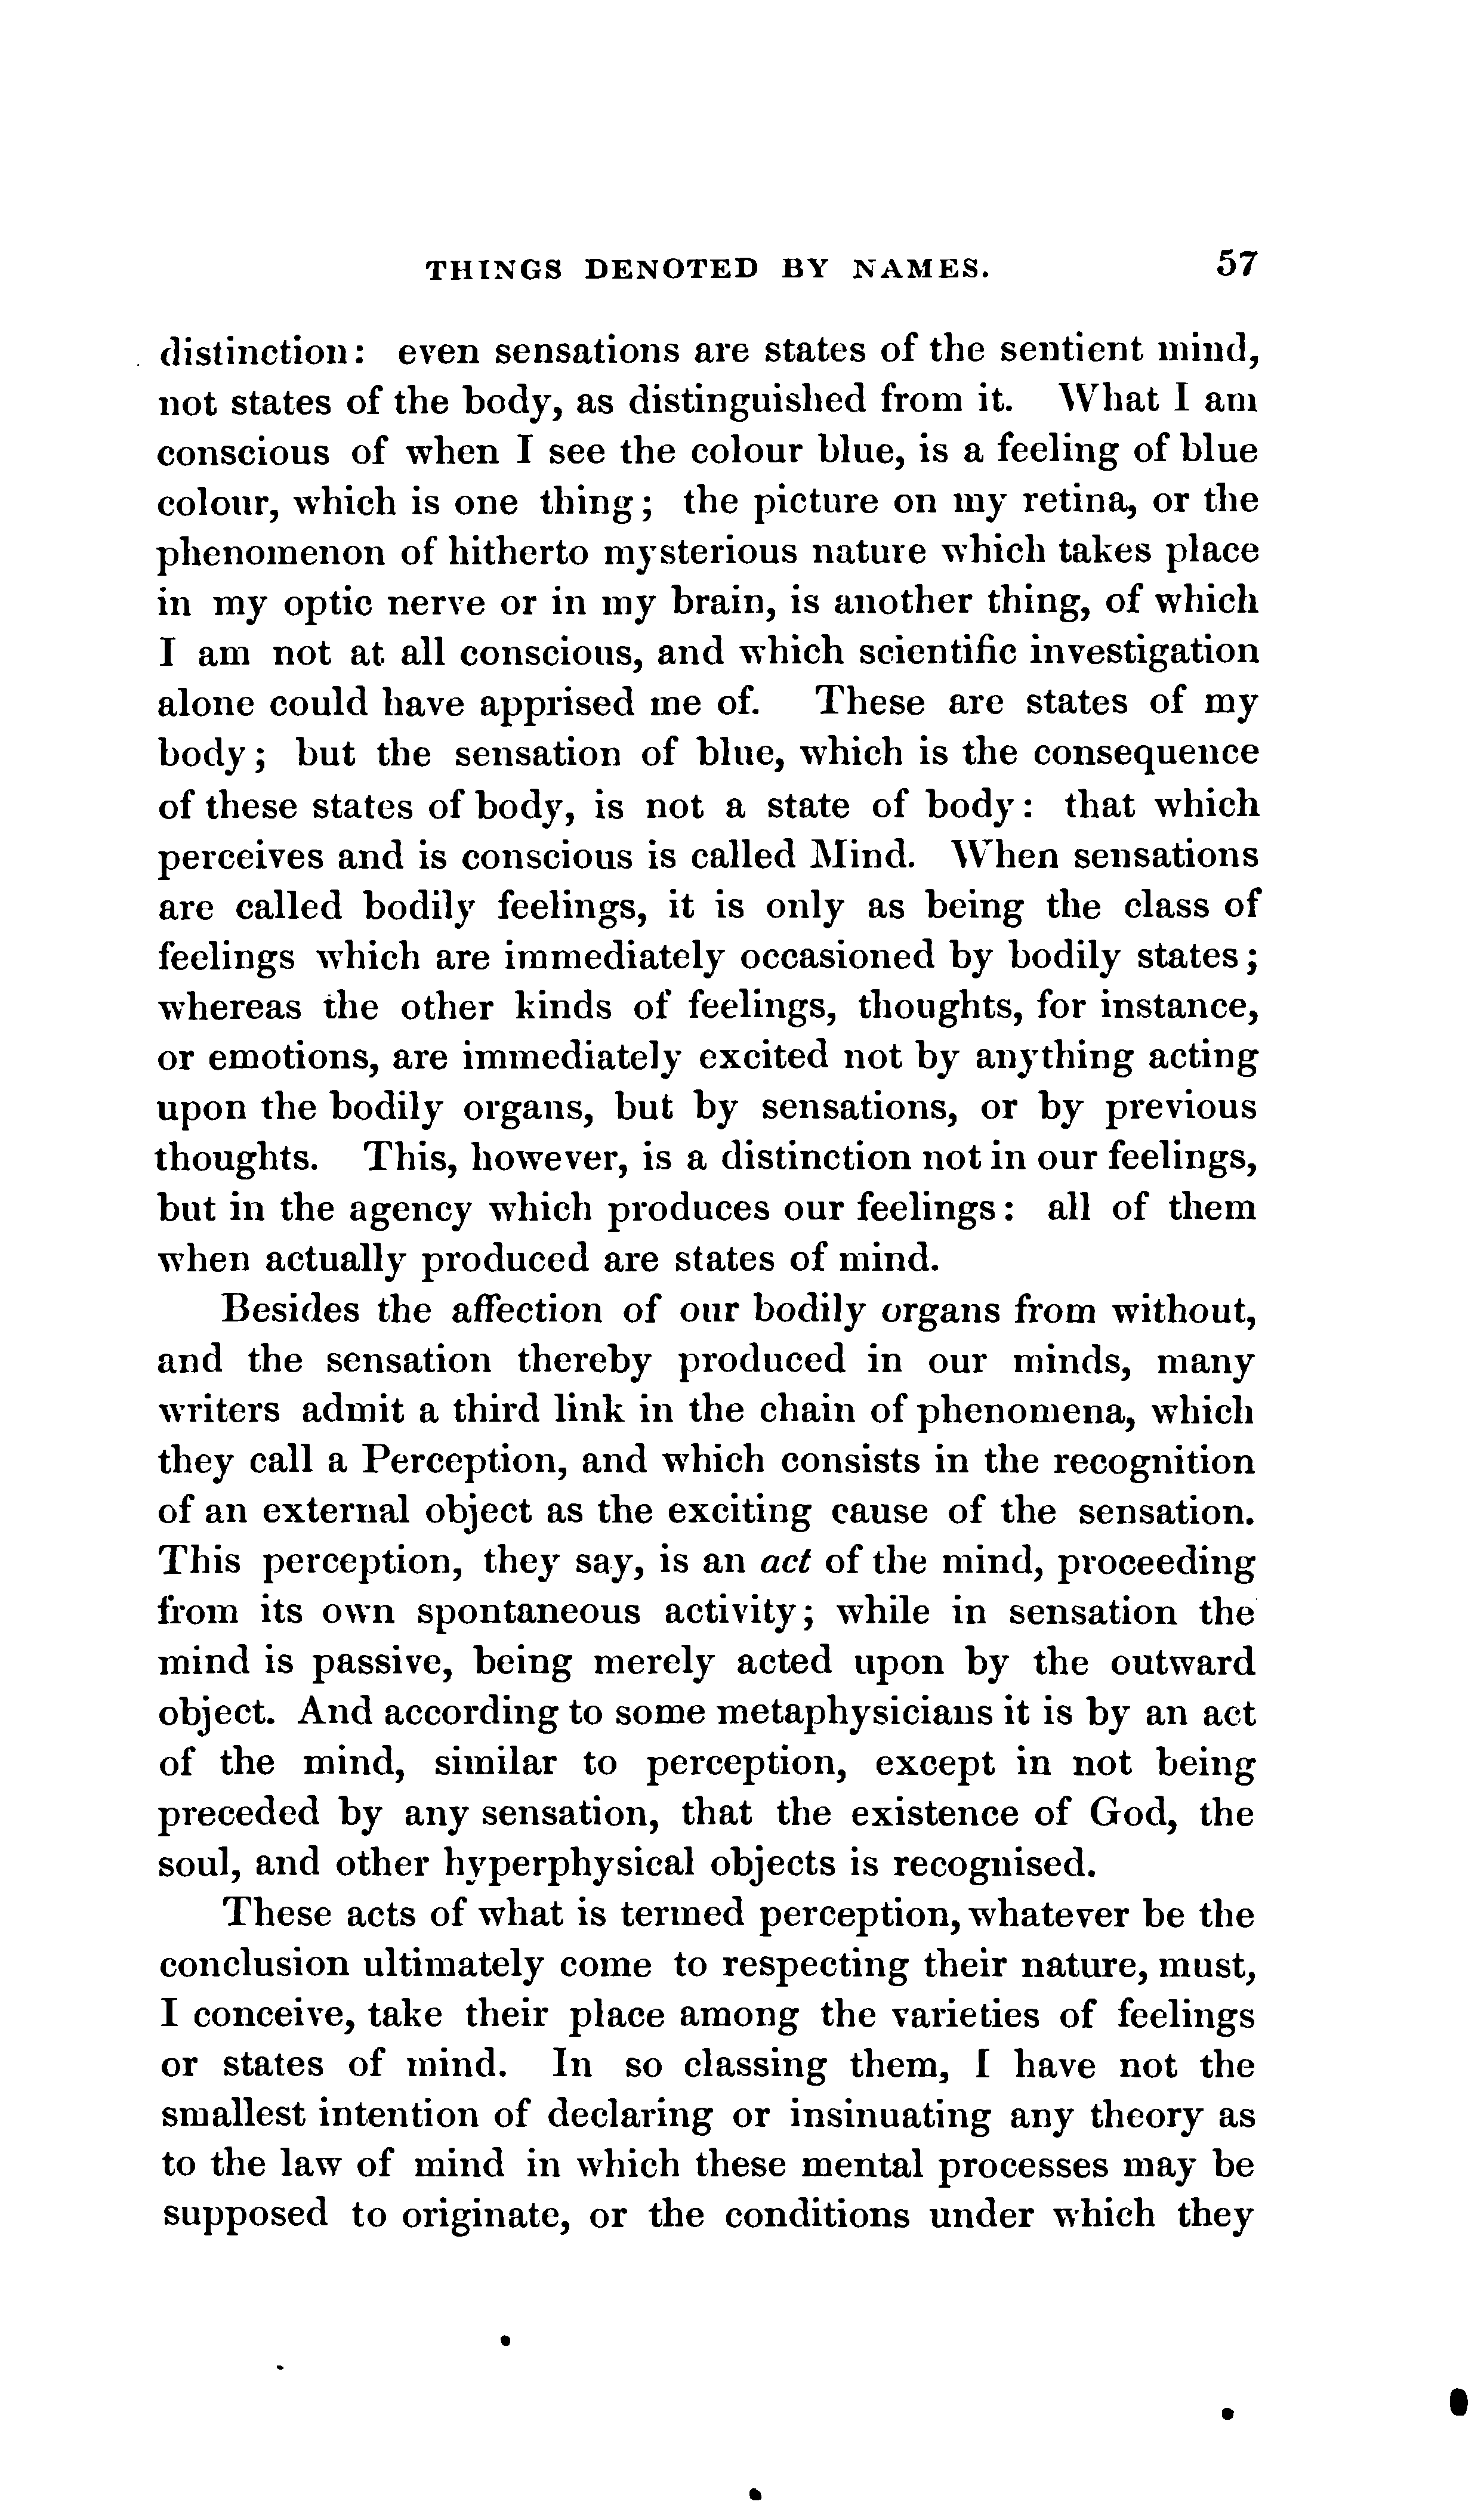 THINGS DENOTED BY NAMES. 57
distinction: even sensations are states of the sentient mind,
not states of the body, as distinguished from it. What I am
conscious of when I see the colour blue, is a feeling of blue
colour, which is one thing; the picture on my retina, or the
phenomenon of hitherto mysterious nature which takes place
in my optic nerve or in my brain, is another thing, of which
I am not at all conscious, and which scientific investigation
alone could have apprised me of. These are states of my
body; but the sensation of blue, which is the consequence
of these states of body, is not a state of body: that which
perceives and is conscious is called Mind. When sensations
are called bodily feelings, it is only as being the class of
feelings which are immediately occasioned by bodily states;
whereas the other kinds of feelings, thoughts, for instance,
or emotions, are immediately excited not by anything acting
upon the bodily organs, but by sensations, or by previous
thoughts. This, however, is a distinction not in our feelings,
but in the agency which produces our feelings: all of them
when actually produced are states of mind.
Besides the affection of our bodily organs from without,
and the sensation thereby produced in our minds, many
writers admit a third link in the chain of phenomena, which
they call a Perception, and which consists in the recognition
of an external object as the exciting cause of the sensation.
This perception, they say, is an act of the mind, proceeding
from its own spontaneous activity; while in sensation the
mind is passive, being merely acted upon by the outward
object. And according to some metaphysicians it is by an act
of the mind, similar to perception, except in not being
preceded by any sensation, that the existence of God, the
soul, and other hyperphysical objects is recognised.
These acts of what is termed perception, whatever be the
conclusion ultimately come to respecting their nature, must,
I conceive, take their place among the varieties of feelings
or states of mind. In so classing them, I have not the
smallest intention of declaring or insinuating any theory as
to the law of mind in which these mental processes may be
supposed to originate, or the conditions under which they